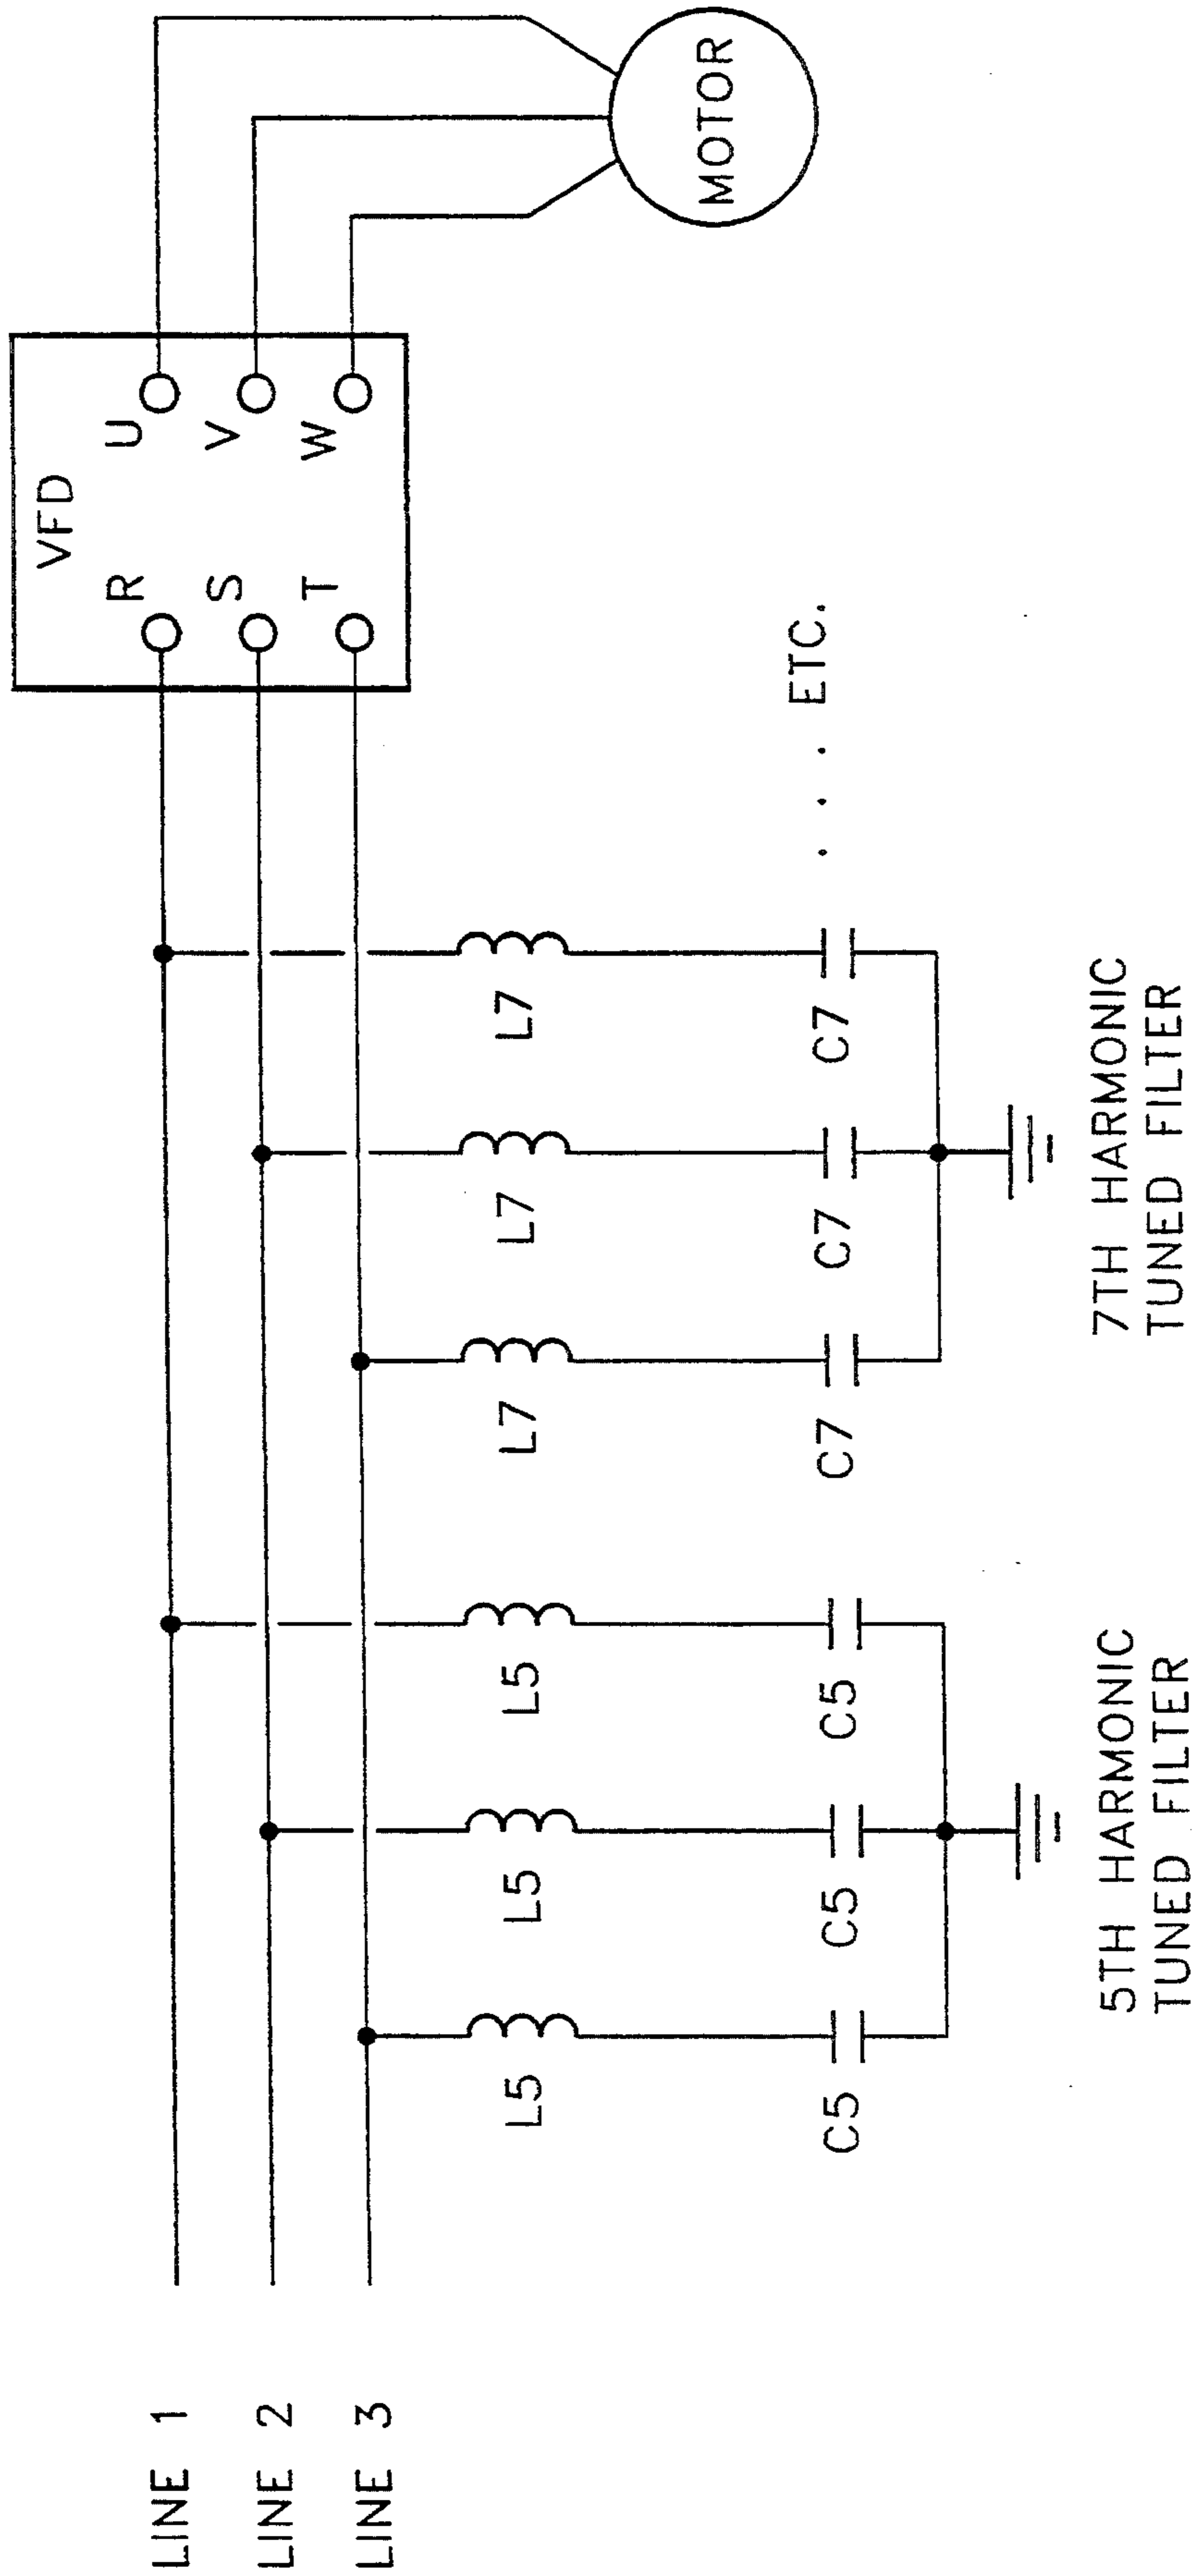 LINE 1
LINE 2
LINE 3
VFD
R
S
T
U
V
W
MOTOR
L5
L5
L5
C5
C5
C5
5TH HARMONIC
TUNED FILTER
L7
L7
L7
C7
C7
C7
7TH HARMONIC
TUNED FILTER
. . . ETC.